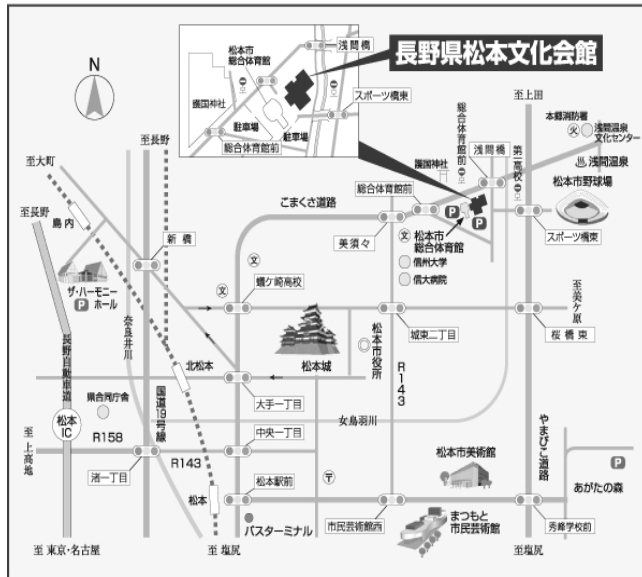 長野県松本文化会館
浅間橋
松本市
総合体育館
護国神社
駐車場
駐車場
スポーツ橋東
総合体育館前
N
至大町
至長野
至長野
島内
新橋
ザ・ハーモニー
ホール
P
長野自動車道
奈良井川
国道19号線
県合同庁舎
松本
IC
至上高地
R158
渚一丁目
R143
至 東京・名古屋
松本
北松本
こまくさ道路
文
文
蟻ケ崎高校
松本城
大手一丁目
中央一丁目
松本駅前
バスターミナル
至 塩尻
〒
松本市役所
城東二丁目
R143
女鳥羽川
美須々
総合体育館前
護国神社
総合体育館前
P
P
松本市
総合体育館
文
信州大学
信大病院
浅間橋
第一高校
至上田
本郷消防署
火
浅間温泉
文化センター
浅間温泉
松本市野球場
スポーツ橋東
至美ケ原
桜橋東
やまびこ道路
松本市美術館
まつもと
市民芸術館
市民芸術館西
P
あがたの森
秀峰学校前
至塩尻